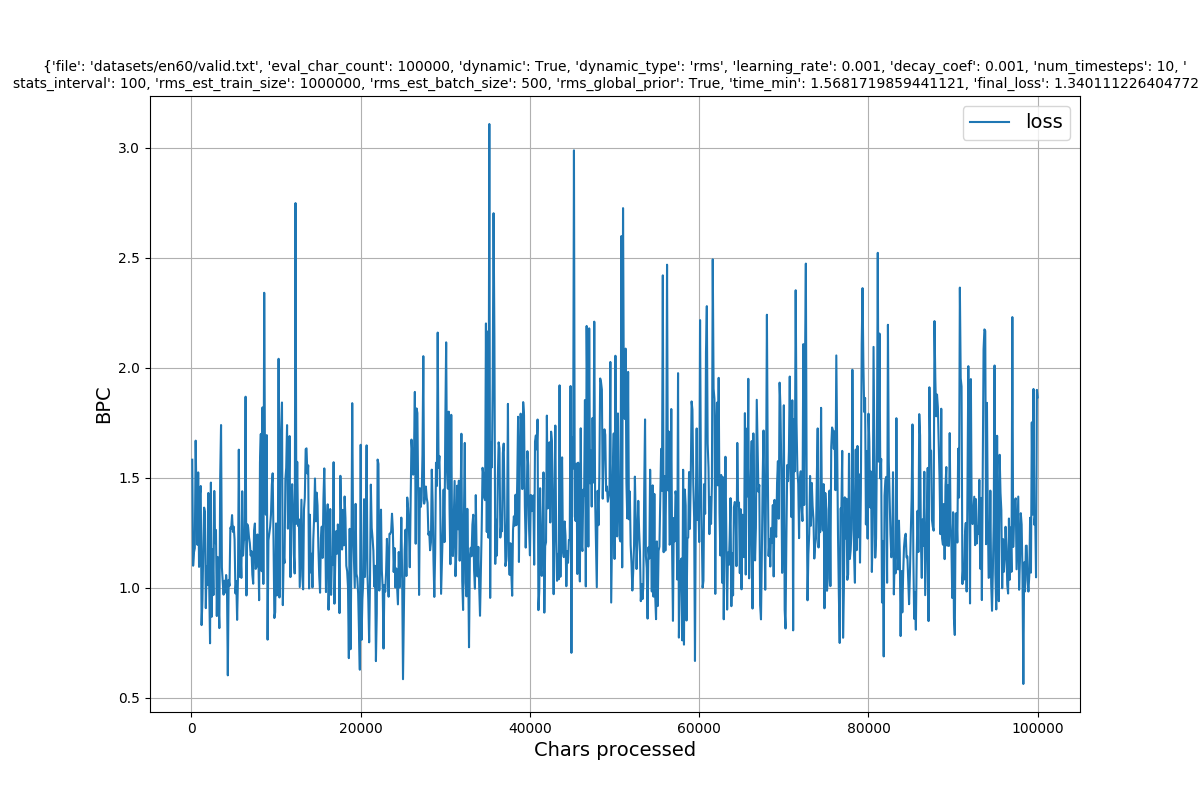 {'file': 'datasets/en60/valid.txt', 'eval_char_count': 100000, 'dynamic': True, 'dynamic_type': 'rms', 'learning_rate': 0.001, 'decay_coef': 0.001, 'num_timesteps': 10, '
stats_interval': 100, 'rms_est_train_size': 1000000, 'rms_est_batch_size': 500, 'rms_global_prior': True, 'time_min': 1.5681719859441121, 'final_loss': 1.340111226404772
loss
3.0
2.5
2.0
1.5
1.0
0.5
BPC
0
20000
40000
60000
80000
100000
Chars processed